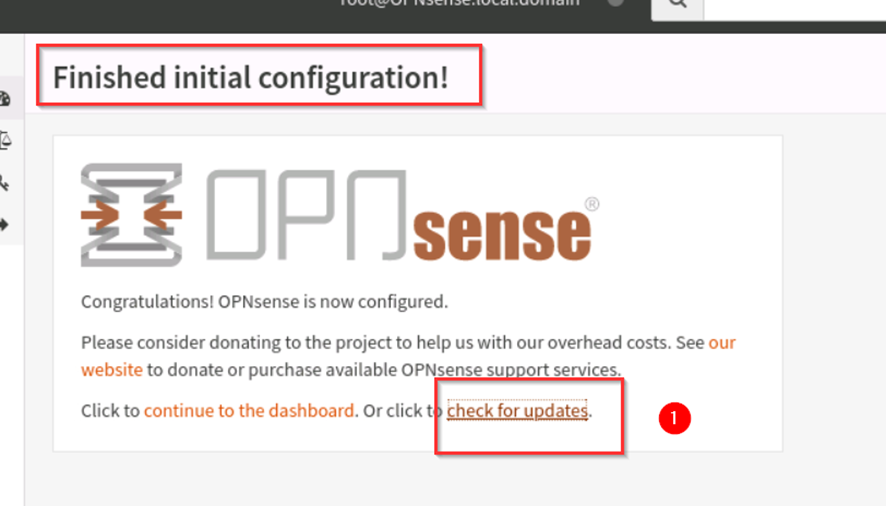 root@OPNsense.local.domain
Finished initial configuration!
OPNsense®
Congratulations! OPNsense is now configured.
Please consider donating to the project to help us with our overhead costs. See our
website to donate or purchase available OPNsense support services.
Click to continue to the dashboard. Or click to check for updates.
1